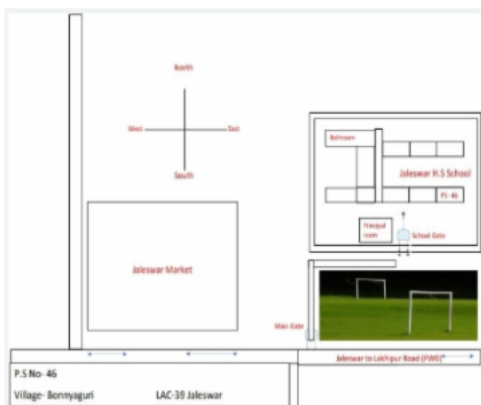 North
West
East
South
Bathroom
Jaleswar H.S School
PS-46
Principal room
School Gate
Jaleswar Market
Main Gate
Jaleswar to Lakhipur Road (PWD)
P.S No- 46
Village- Bonnyaguri LAC-39 Jaleswar